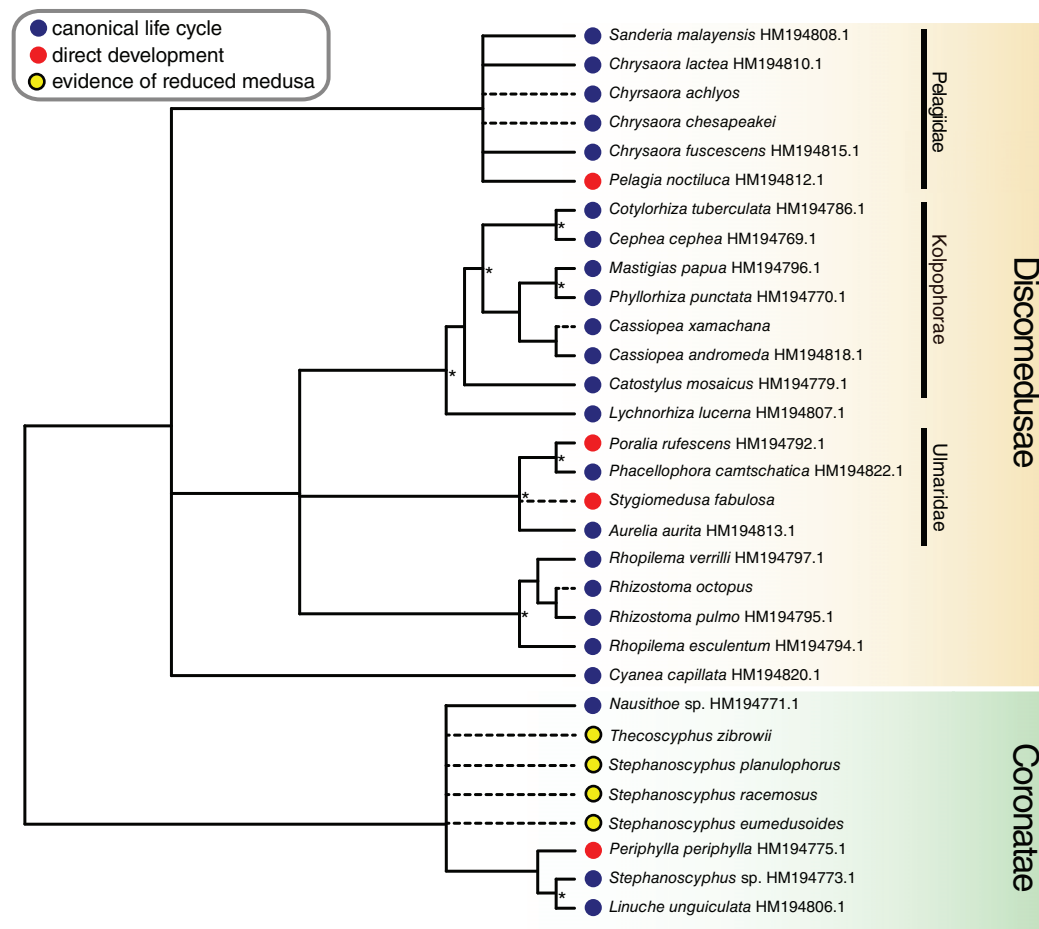 canonical life cycle
direct development
evidence of reduced medusa
Sanderia malayensis HM194808.1
Chrysaora lactea HM194810.1
Chyrsaora achlyos
Chrysaora chesapeakei
Chrysaora fuscescens HM194815.1
Pelagia noctiluca HM194812.1
Pelagiidae
Cotylorhiza tuberculata HM194786.1
*
Cephea cephea HM194769.1
*
Mastigias papua HM194796.1
*
Phyllorhiza punctata HM194770.1
Cassiopea xamachana
Cassiopea andromeda HM194818.1
*
Catostylus mosaicus HM194779.1
Kolpophorae
Lychnorhiza lucerna HM194807.1
Poralia rufescens HM194792.1
*
Phacellophora camtschatica HM194822.1
*
Stygiomedusa fabulosa
Aurelia aurita HM194813.1
Ulmaridae
Rhopilema verrilli HM194797.1
Rhizostoma octopus
*
Rhizostoma pulmo HM194795.1
Rhopilema esculentum HM194794.1
Cyanea capillata HM194820.1
Discomedusae
Nausithoe sp. HM194771.1
Thecoscyphus zibrowii
Stephanoscyphus planulophorus
Stephanoscyphus racemosus
Stephanoscyphus eumedusoides
Periphylla periphylla HM194775.1
Stephanoscyphus sp. HM194773.1
*
Linuche unguiculata HM194806.1
Coronatae